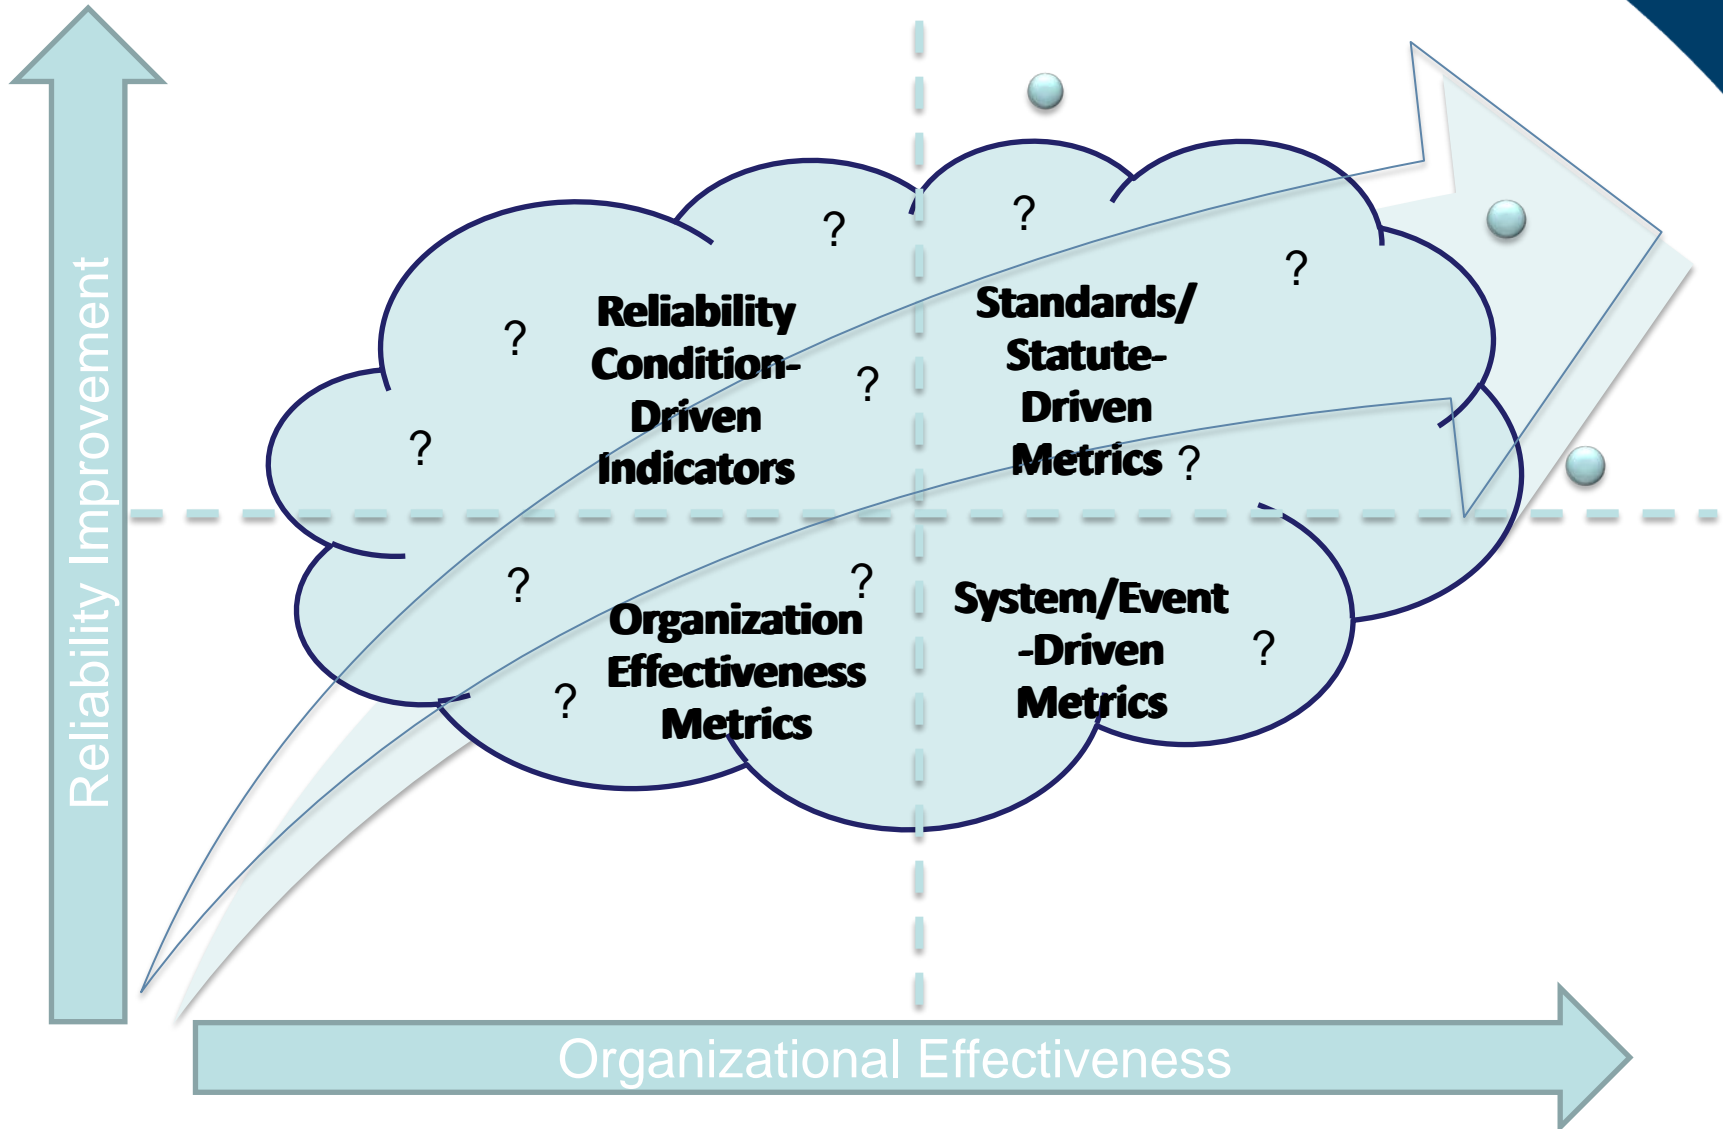 Reliability Improvement
?
?
?
?
Reliability
Condition-
Driven
Indicators
?
?
Standards/
Statute-
Driven
Metrics
?
?
?
?
Organization
Effectiveness
Metrics
System/Event
-Driven
Metrics
?
?
Organizational Effectiveness